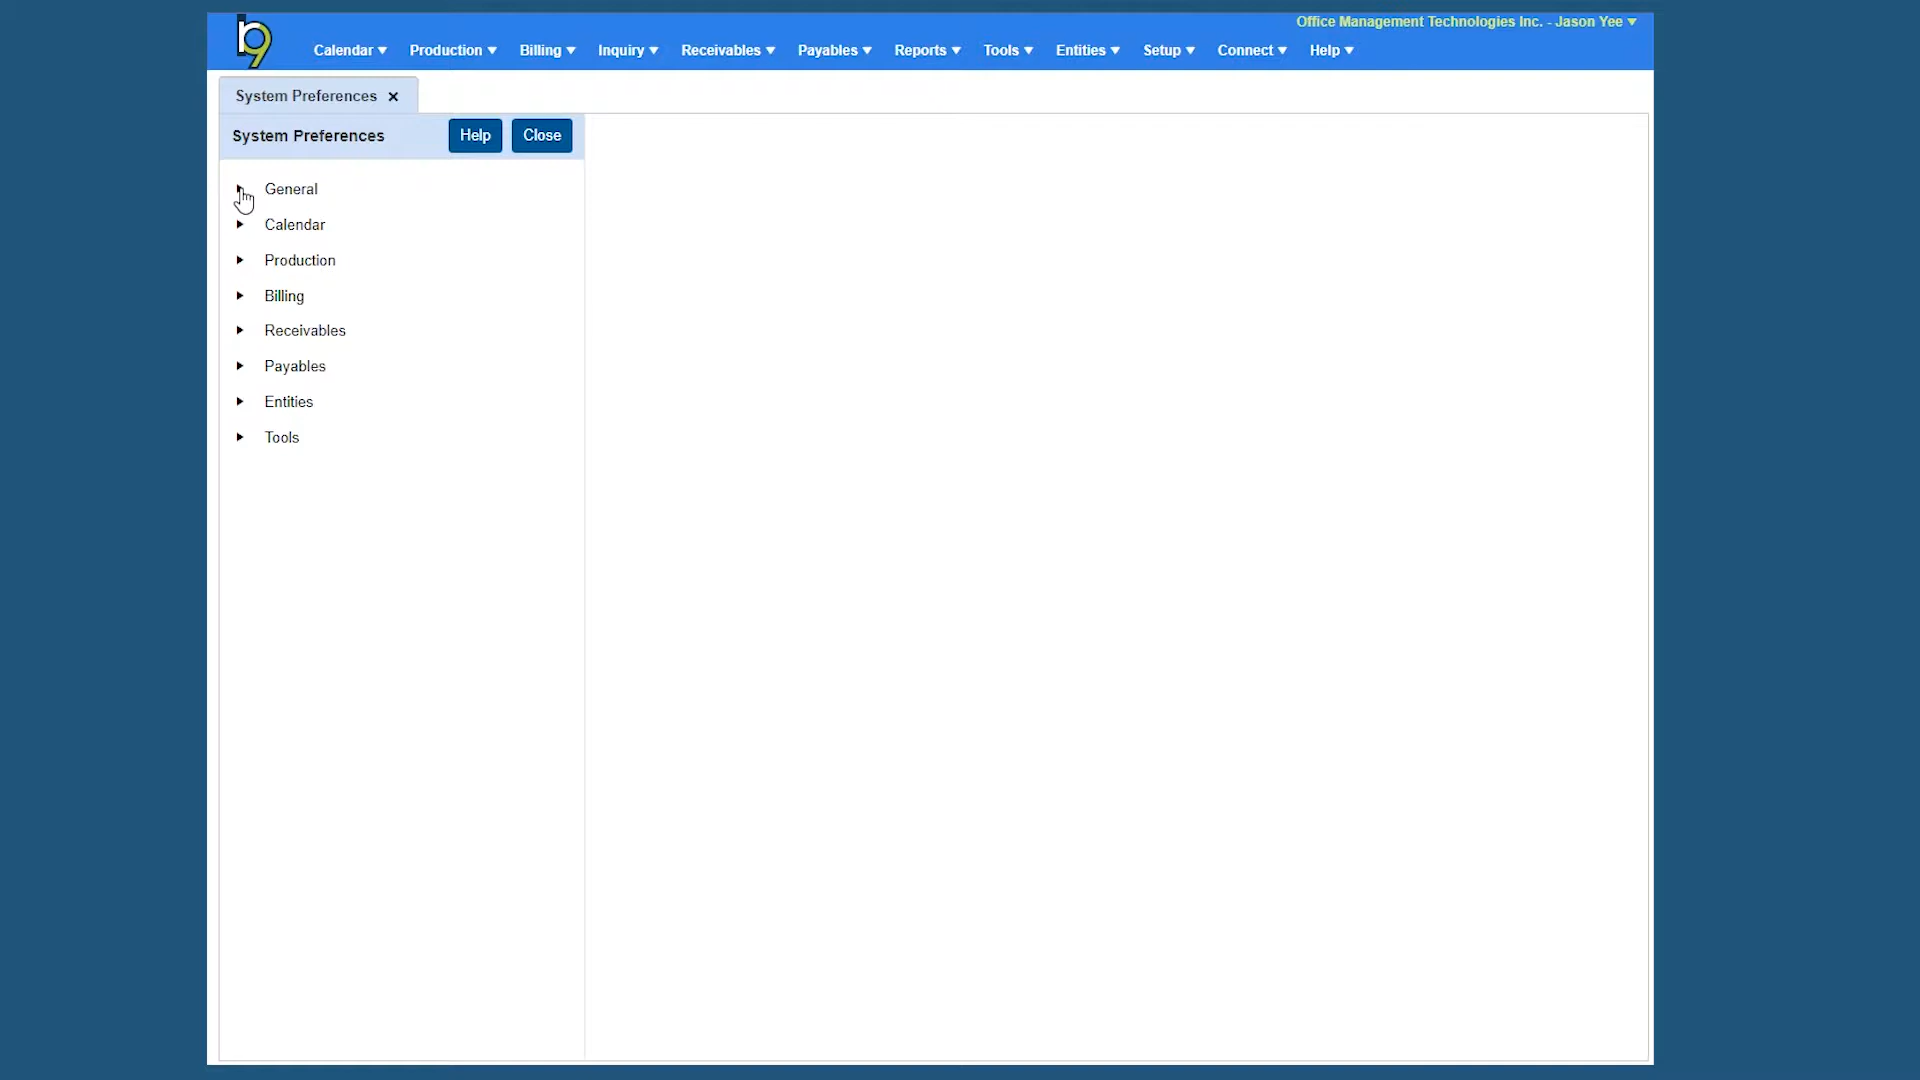 b9
Office Management Technologies Inc. - Jason Yee
Calendar Production Billing Inquiry Receivables Payables Reports Tools Entities Setup Connect Help
System Preferences
System Preferences Help Close
General
Calendar
Production
Billing
Receivables
Payables
Entities
Tools